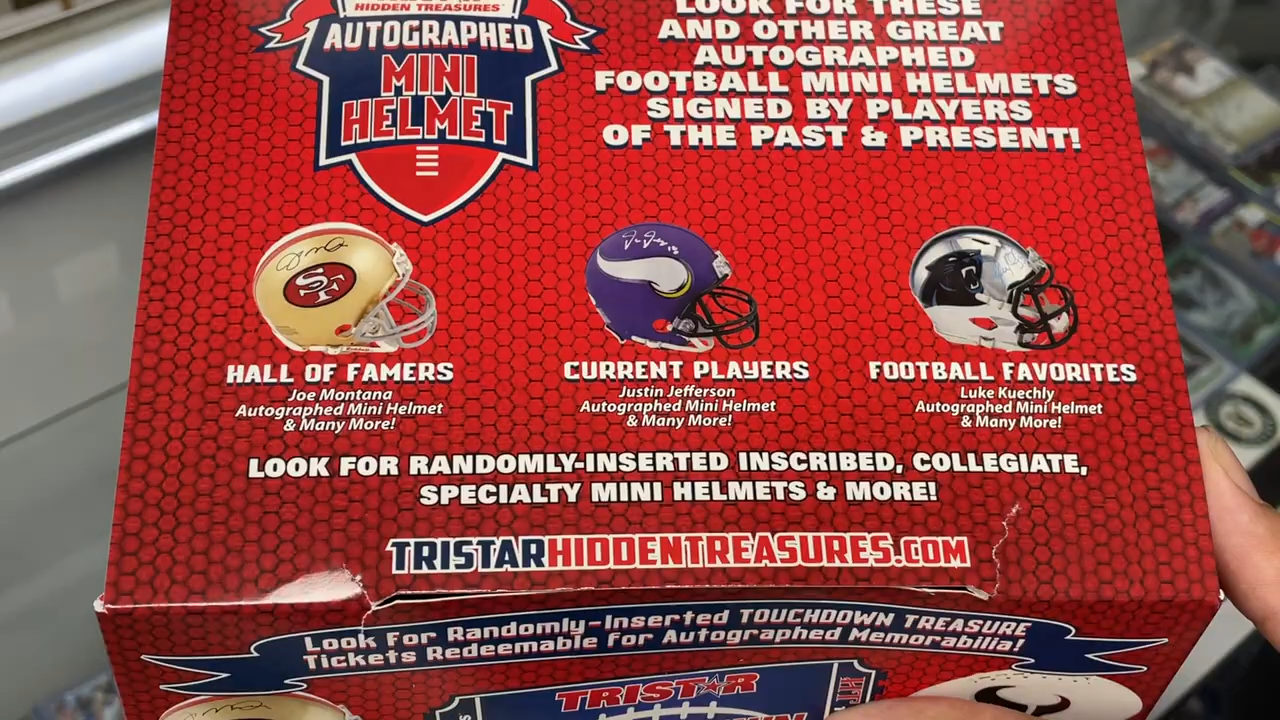 HIDDEN TREASURES
AUTOGRAPHED
MINI
HELMET
LOOK FOR THESE
AND OTHER GREAT
AUTOGRAPHED
FOOTBALL MINI HELMETS
SIGNED BY PLAYERS
OF THE PAST & PRESENT!
SF
HALL OF FAMERS
Joe Montana
Autographed Mini Helmet
& Many More!
CURRENT PLAYERS
Justin Jefferson
Autographed Mini Helmet
& Many More!
FOOTBALL FAVORITES
Luke Kuechly
Autographed Mini Helmet
& Many More!
LOOK FOR RANDOMLY-INSERTED INSCRIBED, COLLEGIATE,
SPECIALTY MINI HELMETS & MORE!
TRISTARHIDDENTREASURES.COM
Look For Randomly-Inserted TOUCHDOWN TREASURE
Tickets Redeemable For Autographed Memorabilia!
TRISTAR